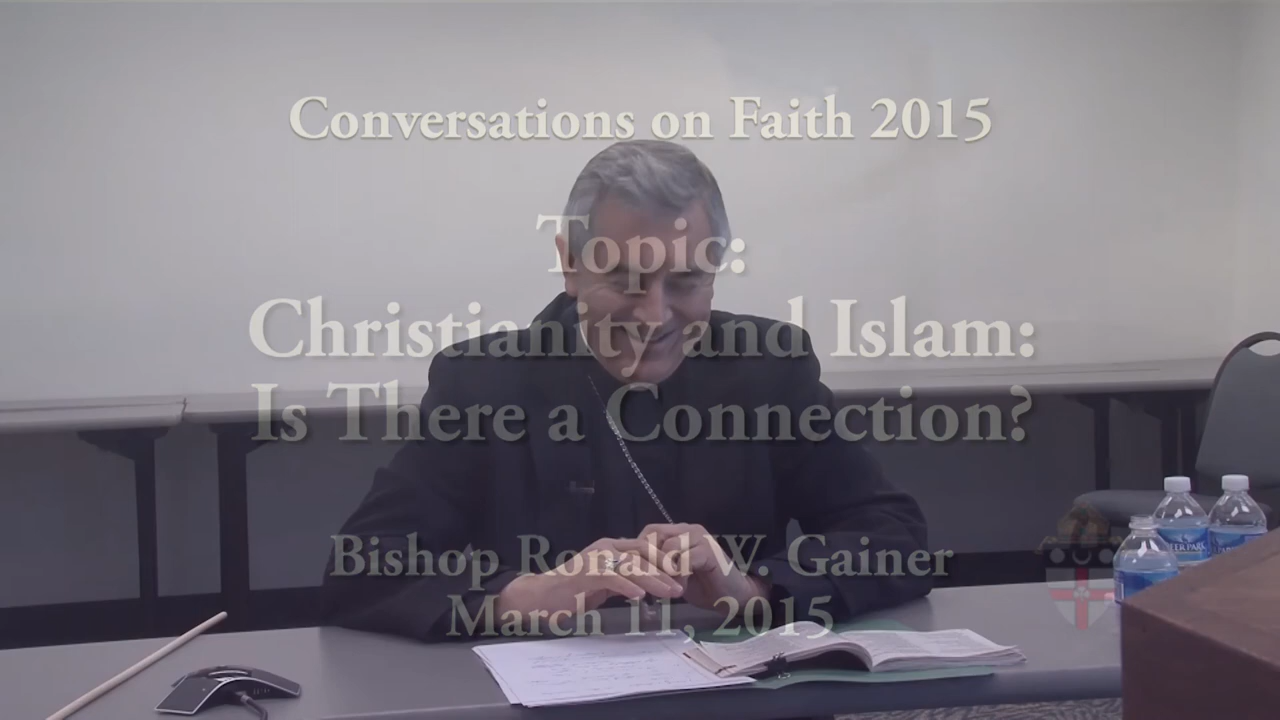 Conversations on Faith 2015
Topic:
Christianity and Islam:
Is There a Connection?
Bishop Ronald W. Gainer
March 11, 2015